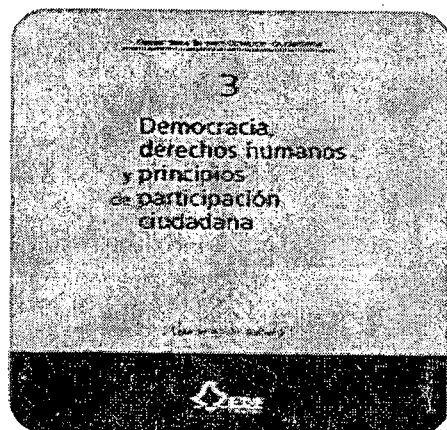 3
Democracia,
derechos humanos
y principios
de participación
ciudadana